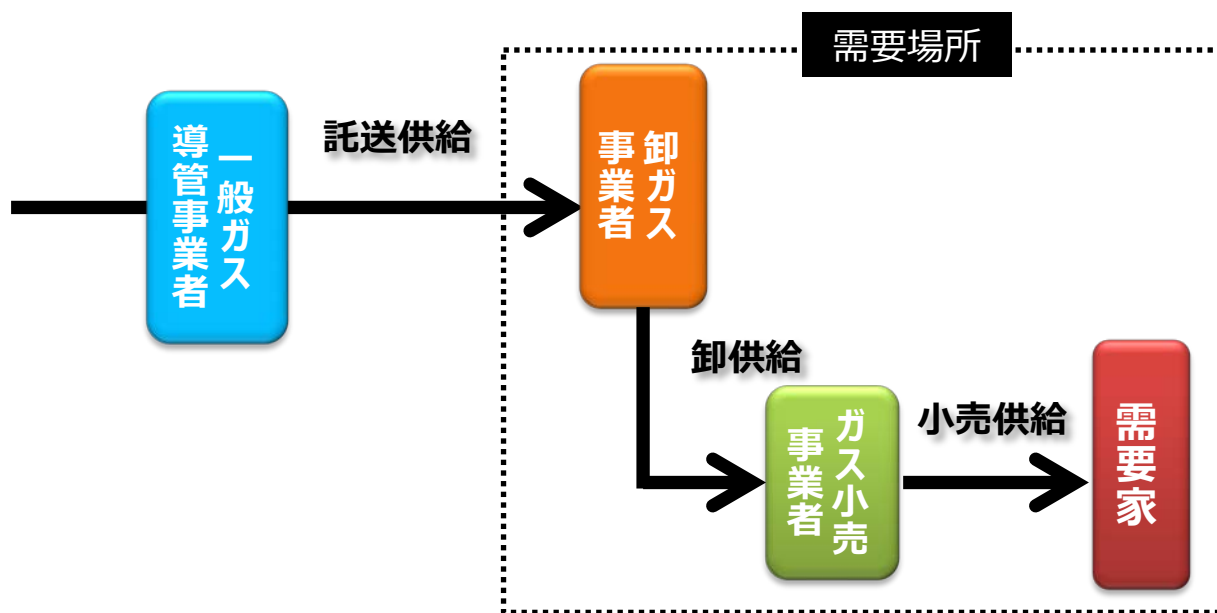 需要場所
一般ガス
導管事業者
託送供給
卸ガス
事業者
卸供給
ガス小売
事業者
小売供給
需要家